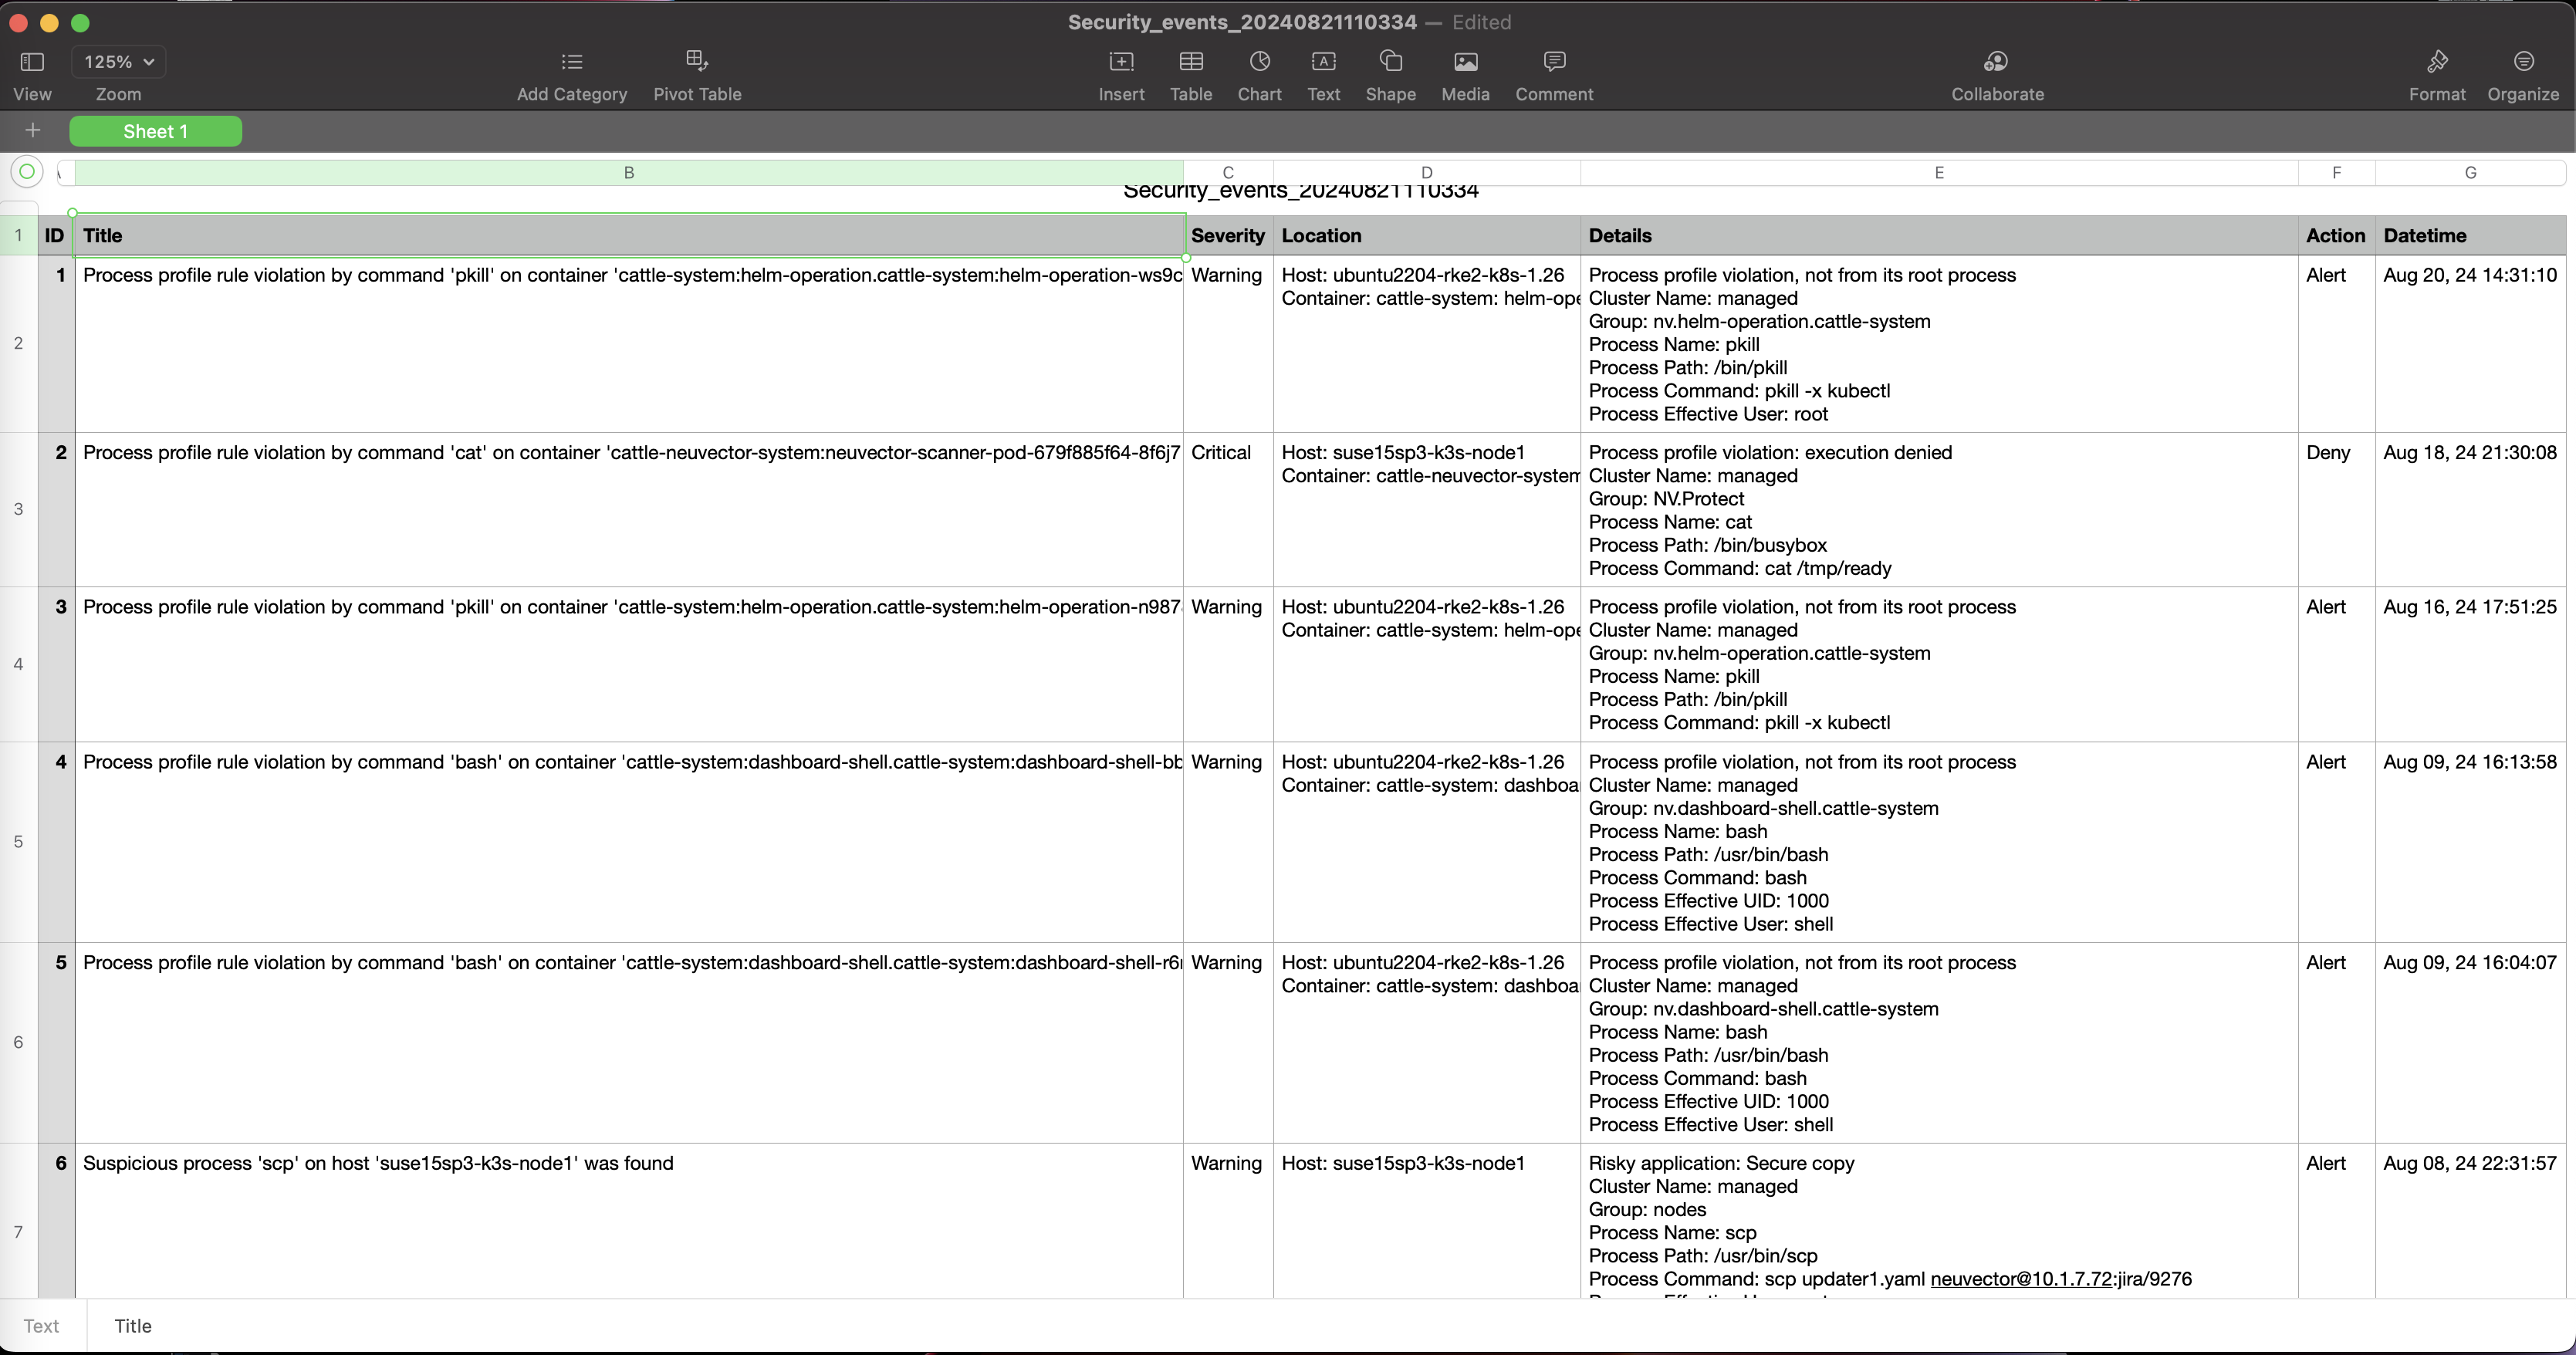 Security_events_20240821110334 — Edited
125%
View Zoom Add Category Pivot Table Insert Table Chart Text Shape Media Comment Collaborate Format Organize
Sheet 1
B C D E F G
Security_events_20240821110334
1 ID Title Severity Location Details Action Datetime
1 Process profile rule violation by command 'pkill' on container 'cattle-system:helm-operation.cattle-system:helm-operation-ws9c Warning Host: ubuntu2204-rke2-k8s-1.26 Process profile violation, not from its root process Alert Aug 20, 24 14:31:10
Container: cattle-system: helm-ope Cluster Name: managed
Group: nv.helm-operation.cattle-system
2 Process Name: pkill
Process Path: /bin/pkill
Process Command: pkill -x kubectl
Process Effective User: root
2 Process profile rule violation by command 'cat' on container 'cattle-neuvector-system:neuvector-scanner-pod-679f885f64-8f6j7 Critical Host: suse15sp3-k3s-node1 Process profile violation: execution denied Deny Aug 18, 24 21:30:08
Container: cattle-neuvector-system Cluster Name: managed
3 Group: NV.Protect
Process Name: cat
Process Path: /bin/busybox
Process Command: cat /tmp/ready
3 Process profile rule violation by command 'pkill' on container 'cattle-system:helm-operation.cattle-system:helm-operation-n987 Warning Host: ubuntu2204-rke2-k8s-1.26 Process profile violation, not from its root process Alert Aug 16, 24 17:51:25
Container: cattle-system: helm-ope Cluster Name: managed
4 Group: nv.helm-operation.cattle-system
Process Name: pkill
Process Path: /bin/pkill
Process Command: pkill -x kubectl
4 Process profile rule violation by command 'bash' on container 'cattle-system:dashboard-shell.cattle-system:dashboard-shell-bb Warning Host: ubuntu2204-rke2-k8s-1.26 Process profile violation, not from its root process Alert Aug 09, 24 16:13:58
Container: cattle-system: dashboa Cluster Name: managed
Group: nv.dashboard-shell.cattle-system
5 Process Name: bash
Process Path: /usr/bin/bash
Process Command: bash
Process Effective UID: 1000
Process Effective User: shell
5 Process profile rule violation by command 'bash' on container 'cattle-system:dashboard-shell.cattle-system:dashboard-shell-r6 Warning Host: ubuntu2204-rke2-k8s-1.26 Process profile violation, not from its root process Alert Aug 09, 24 16:04:07
Container: cattle-system: dashboa Cluster Name: managed
Group: nv.dashboard-shell.cattle-system
6 Process Name: bash
Process Path: /usr/bin/bash
Process Command: bash
Process Effective UID: 1000
Process Effective User: shell
6 Suspicious process 'scp' on host 'suse15sp3-k3s-node1' was found Warning Host: suse15sp3-k3s-node1 Risky application: Secure copy Alert Aug 08, 24 22:31:57
Cluster Name: managed
Group: nodes
7 Process Name: scp
Process Path: /usr/bin/scp
Process Command: scp updater1.yaml neuvector@10.1.7.72:jira/9276
Text Title